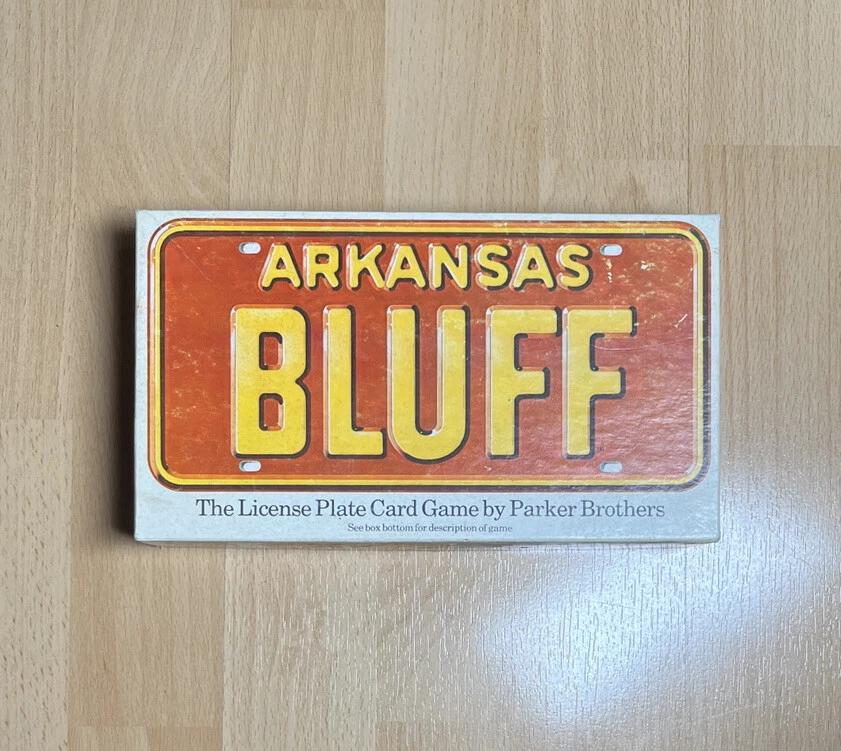 ARKANSAS
BLUFF
The License Plate Card Game by Parker Brothers
See box bottom for description of game